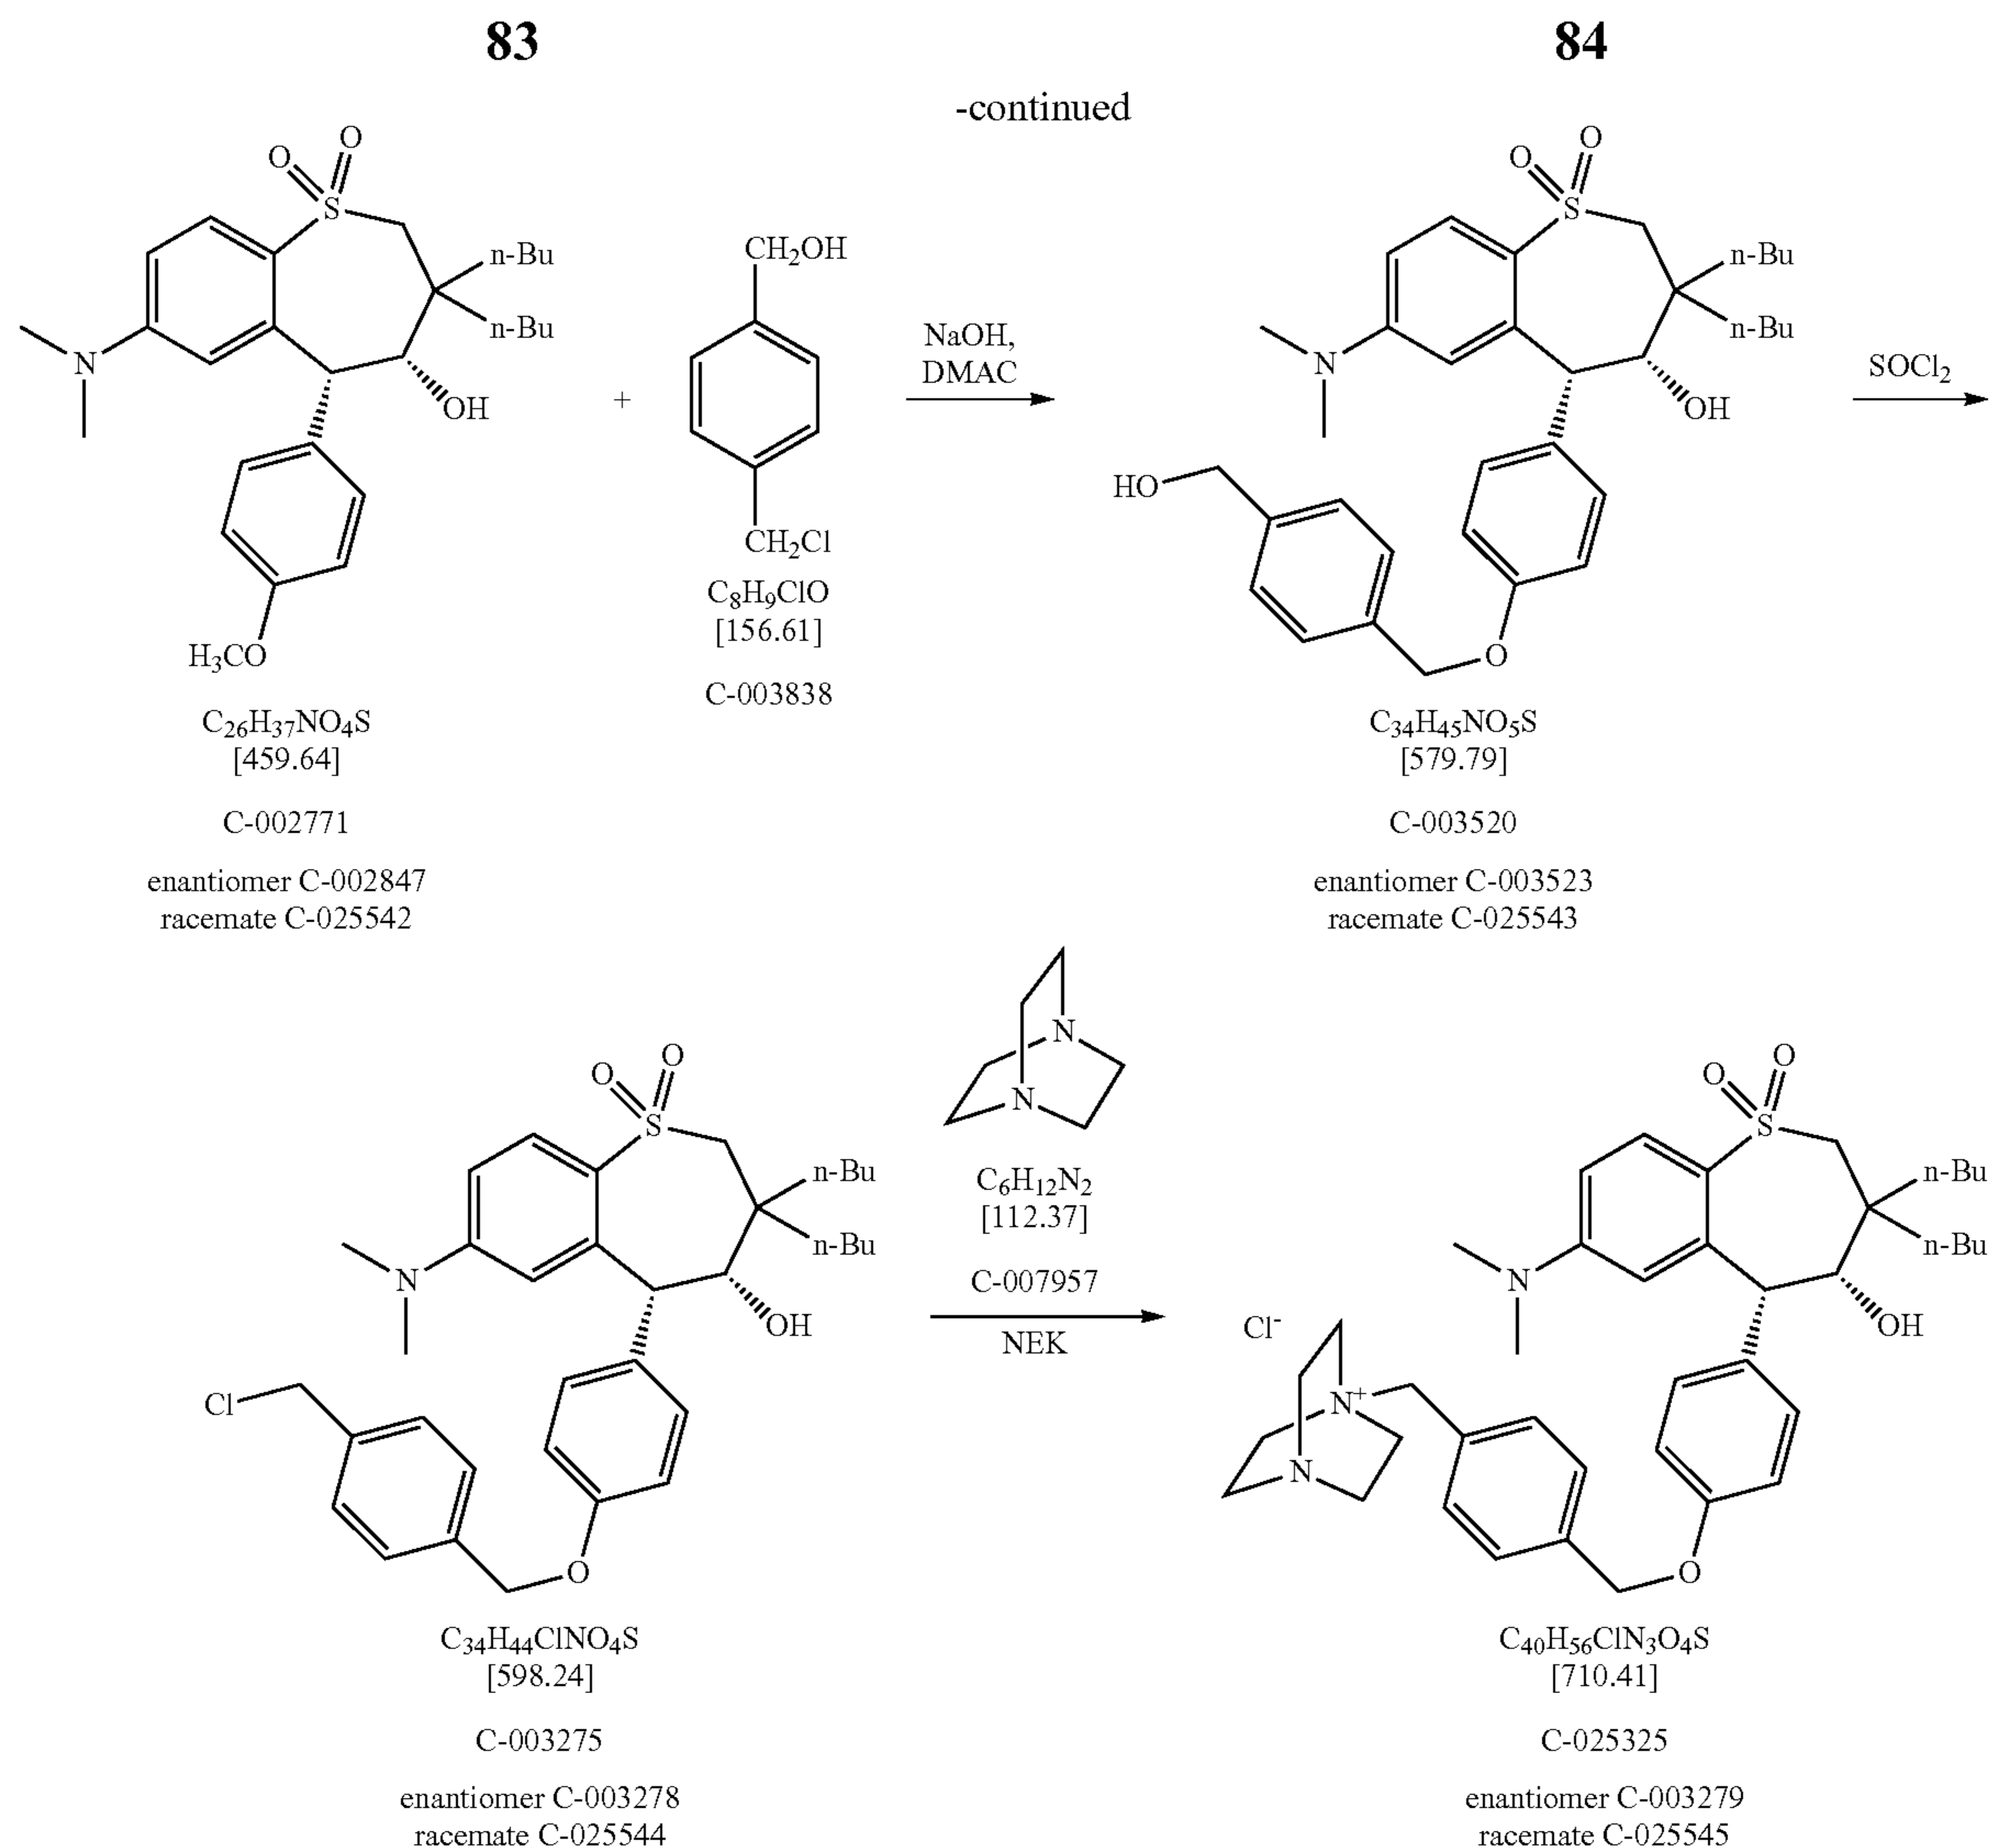 83
84
-continued
O
O
S
n-Bu
n-Bu
N
OH
H₃CO
C₂₆H₃₇NO₄S
[459.64]
C-002771
enantiomer C-002847
racemate C-025542
+
CH₂OH
CH₂Cl
C₈H₉ClO
[156.61]
C-003838
NaOH,
DMAC
O
O
S
n-Bu
n-Bu
N
OH
HO
O
C₃₄H₄₅NO₅S
[579.79]
C-003520
enantiomer C-003523
racemate C-025543
SOCl₂
O
O
S
n-Bu
n-Bu
N
OH
Cl
O
C₃₄H₄₄ClNO₄S
[598.24]
C-003275
enantiomer C-003278
racemate C-025544
N
N
C₆H₁₂N₂
[112.37]
C-007957
NEK
O
O
S
n-Bu
n-Bu
N
OH
Cl⁻
N⁺
N
O
C₄₀H₅₆ClN₃O₄S
[710.41]
C-025325
enantiomer C-003279
racemate C-025545